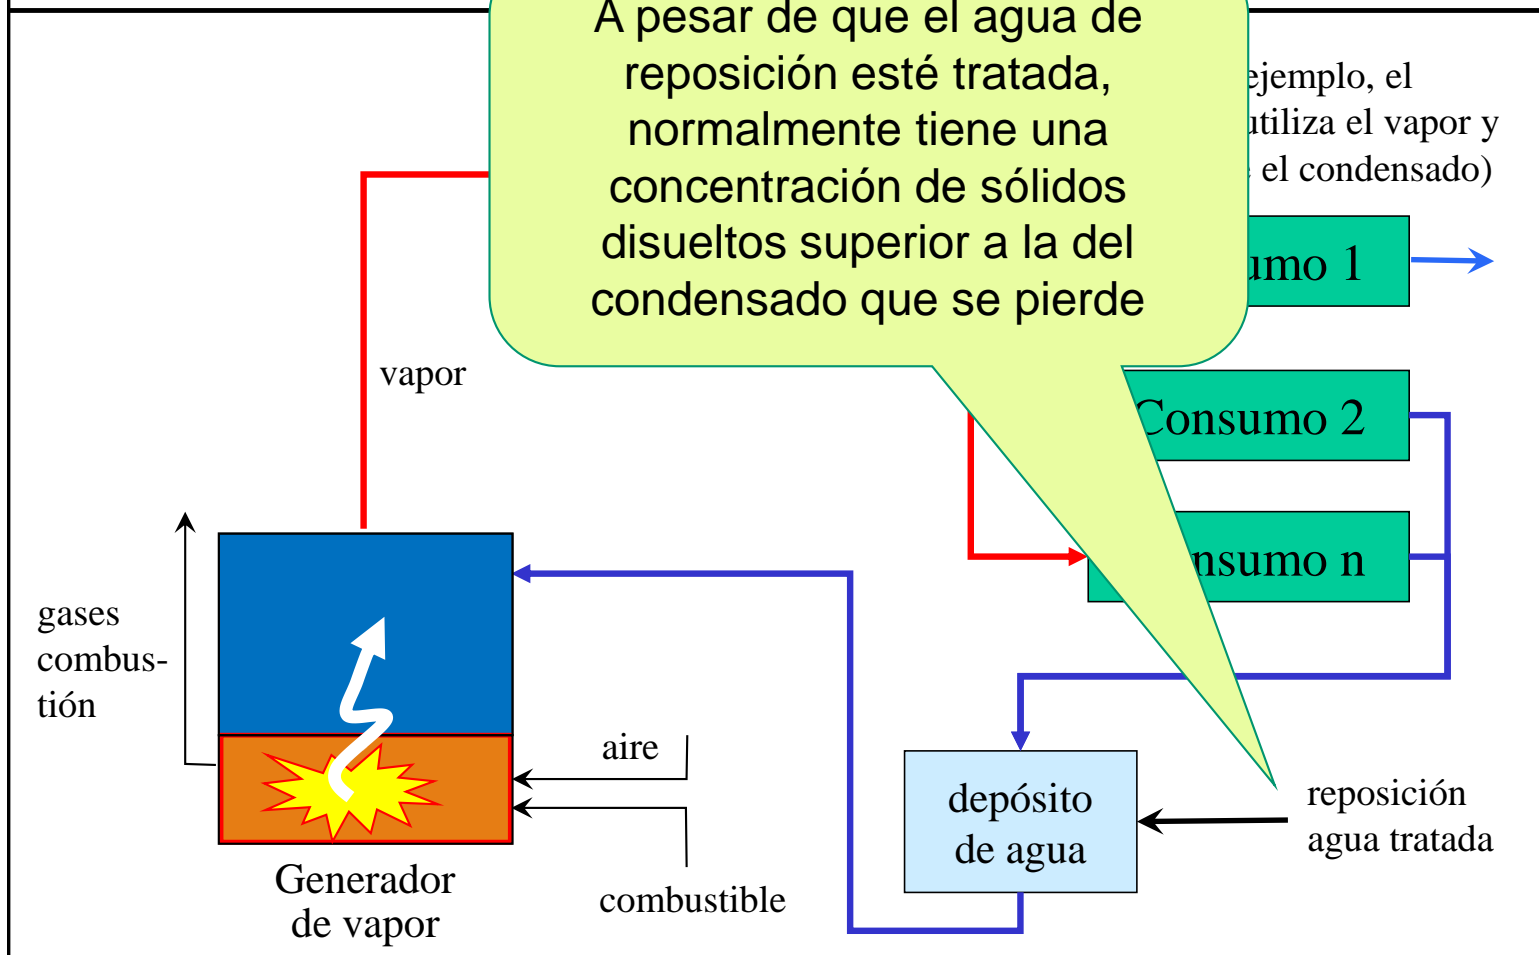 A pesar de que el agua de
reposición esté tratada,
normalmente tiene una
concentración de sólidos
disueltos superior a la del
condensado que se pierde
ejemplo, el
utiliza el vapor y
el condensado)
umo 1
vapor
Consumo 2
nsumo n
gases
combus-
tión
aire
combustible
Generador
de vapor
depósito
de agua
reposición
agua tratada